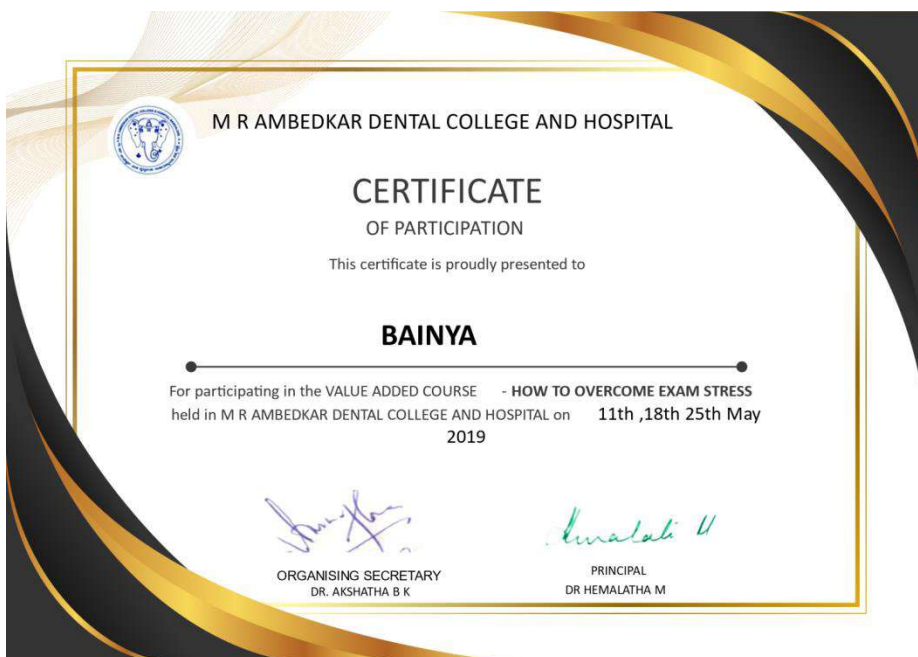 M R AMBEDKAR DENTAL COLLEGE AND HOSPITAL
CERTIFICATE
OF PARTICIPATION
This certificate is proudly presented to
BAINYA
For participating in the VALUE ADDED COURSE - HOW TO OVERCOME EXAM STRESS
held in M R AMBEDKAR DENTAL COLLEGE AND HOSPITAL on 11th ,18th 25th May
2019
ORGANISING SECRETARY
DR. AKSHATHA B K
PRINCIPAL
DR HEMALATHA M